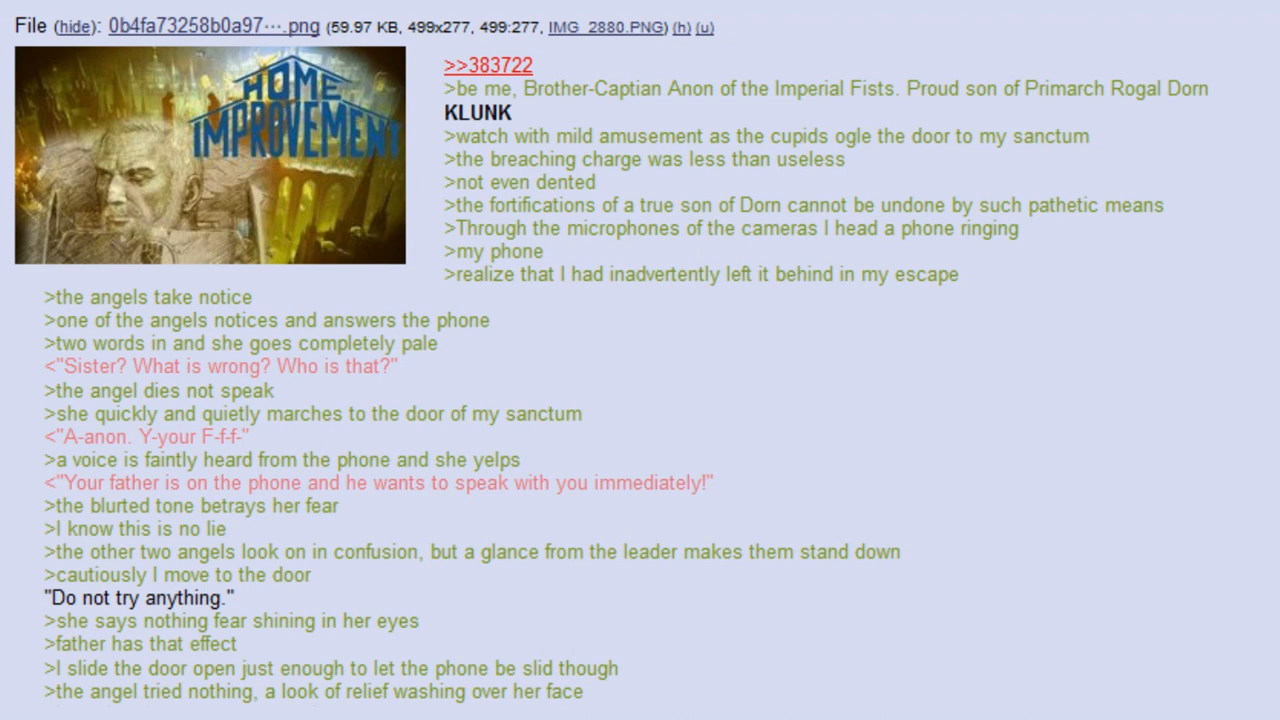 File (hide): 0b4fa73258b0a97⋯.png (59.97 KB, 499x277, 499:277, IMG_2880.PNG) (h) (u)
HOME
IMPROVEMENT
>>383722
>be me, Brother-Captian Anon of the Imperial Fists. Proud son of Primarch Rogal Dorn
KLUNK
>watch with mild amusement as the cupids ogle the door to my sanctum
>the breaching charge was less than useless
>not even dented
>the fortifications of a true son of Dorn cannot be undone by such pathetic means
>Through the microphones of the cameras I head a phone ringing
>my phone
>realize that I had inadvertently left it behind in my escape
>the angels take notice
>one of the angels notices and answers the phone
>two words in and she goes completely pale
<"Sister? What is wrong? Who is that?"
>the angel dies not speak
>she quickly and quietly marches to the door of my sanctum
<"A-anon. Y-your F-f-f-"
>a voice is faintly heard from the phone and she yelps
<"Your father is on the phone and he wants to speak with you immediately!"
>the blurted tone betrays her fear
>I know this is no lie
>the other two angels look on in confusion, but a glance from the leader makes them stand down
>cautiously I move to the door
"Do not try anything."
>she says nothing fear shining in her eyes
>father has that effect
>I slide the door open just enough to let the phone be slid though
>the angel tried nothing, a look of relief washing over her face